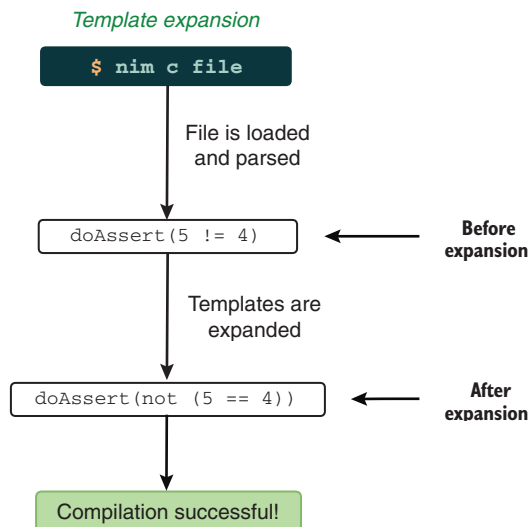 Template expansion
$ nim c file
File is loaded
and parsed
doAssert(5 != 4)
Before
expansion
Templates are
expanded
doAssert(not (5 == 4))
After
expansion
Compilation successful!